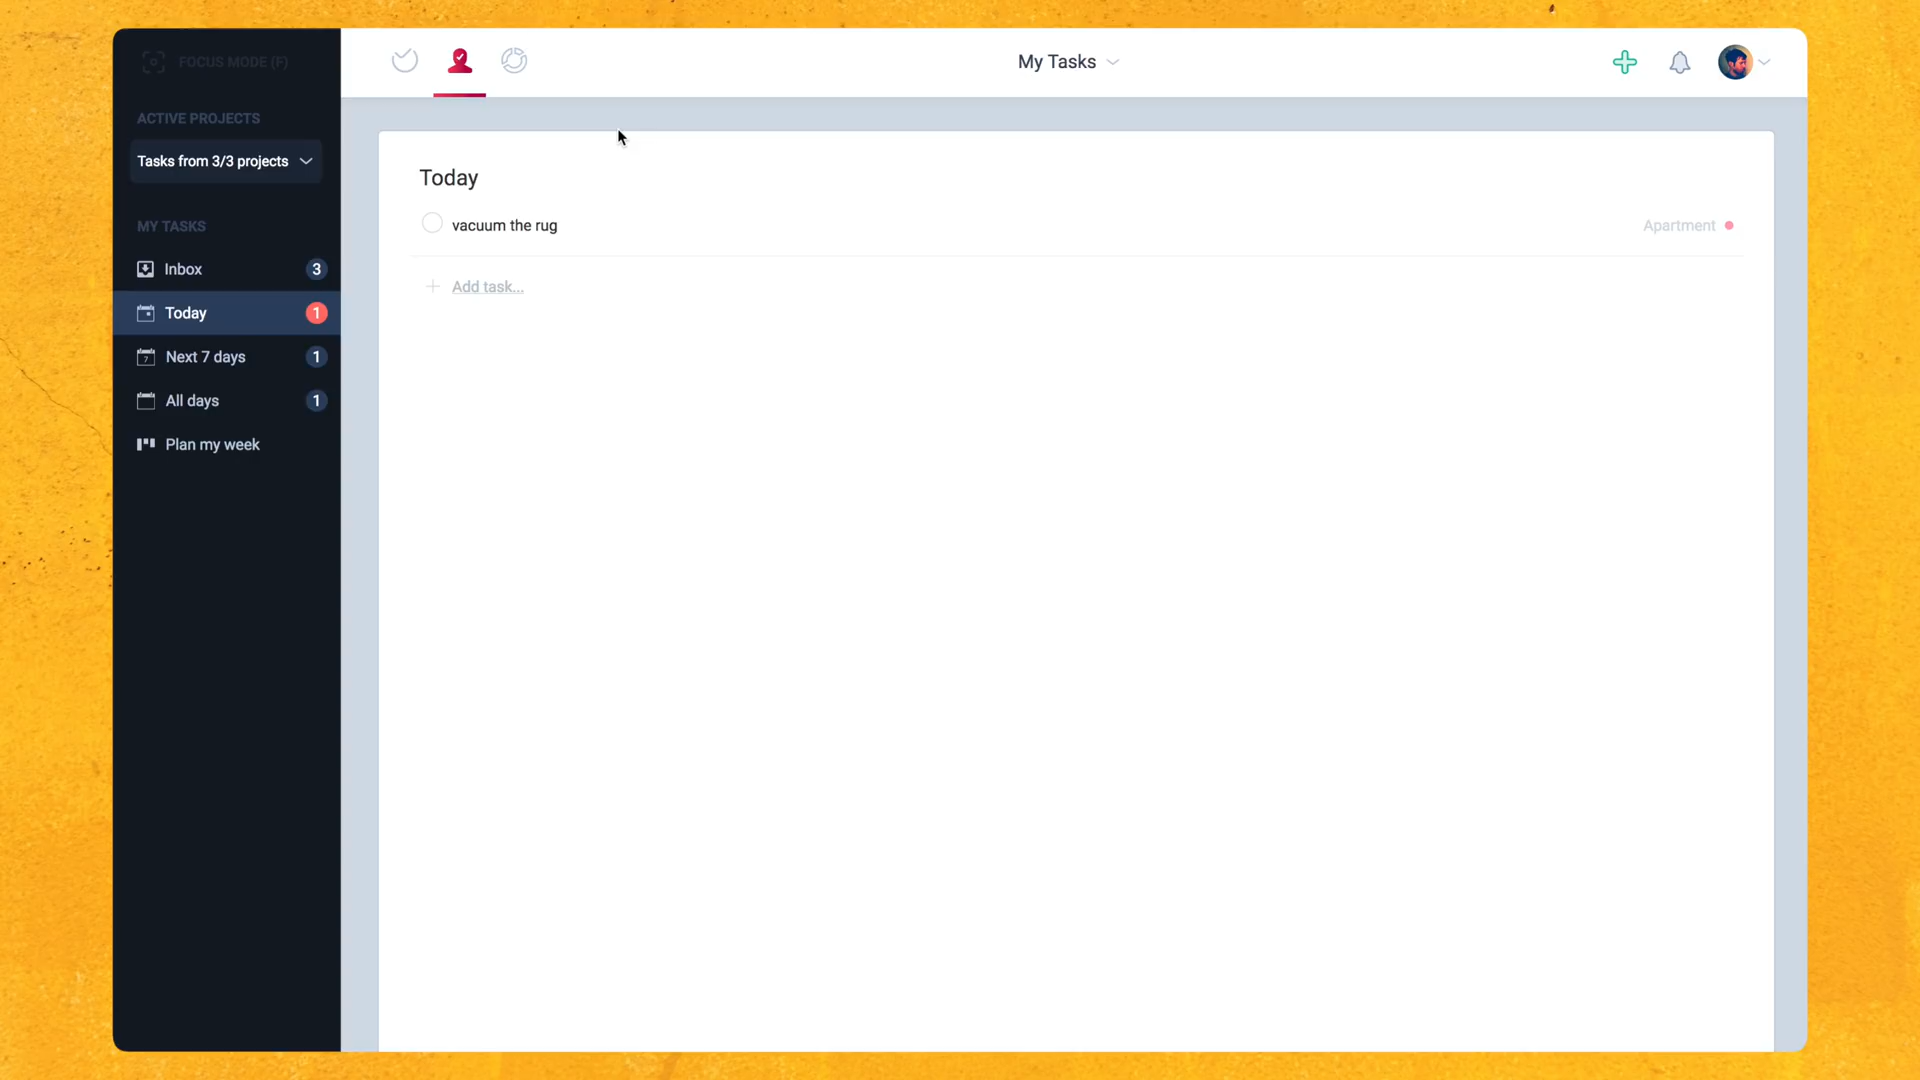 FOCUS MODE (F)
My Tasks
ACTIVE PROJECTS
Tasks from 3/3 projects
MY TASKS
Inbox 3
Today 1
7 Next 7 days 1
All days 1
Plan my week
Today
vacuum the rug Apartment
Add task...